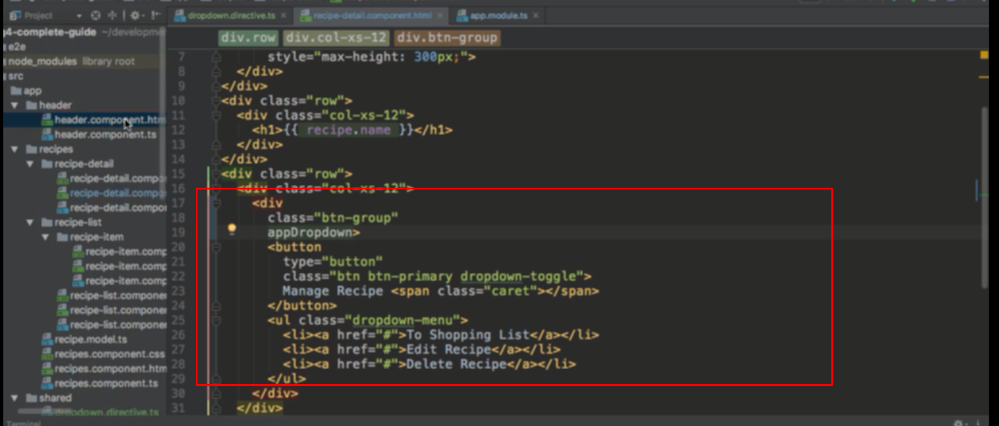 Project
dropdown.directive.ts
recipe-detail.component.html
app.module.ts
g4-complete-guide ~/developme
e2e
node_modules library root
src
app
header
header.component.htm
header.component.ts
recipes
recipe-detail
recipe-detail.compo
recipe-detail.compo
recipe-detail.compo
recipe-list
recipe-item
recipe-item.comp
recipe-item.comp
recipe-item.comp
recipe-list.componer
recipe-list.componer
recipe-list.componer
recipe.model.ts
recipes.component.css
recipes.component.htm
recipes.component.ts
shared
dropdown.directive.ts
div.row div.col-xs-12 div.btn-group
7 style="max-height: 300px;">
8 </div>
9 </div>
10 <div class="row">
11 <div class="col-xs-12">
12 <h1>{{ recipe.name }}</h1>
13 </div>
14 </div>
15 <div class="row">
16 <div class="col-xs-12">
17 <div
18 class="btn-group"
19 appDropdown>
20 <button
21 type="button"
22 class="btn btn-primary dropdown-toggle">
23 Manage Recipe <span class="caret"></span>
24 </button>
25 <ul class="dropdown-menu">
26 <li><a href="#">To Shopping List</a></li>
27 <li><a href="#">Edit Recipe</a></li>
28 <li><a href="#">Delete Recipe</a></li>
29 </ul>
30 </div>
31 </div>
Terminal